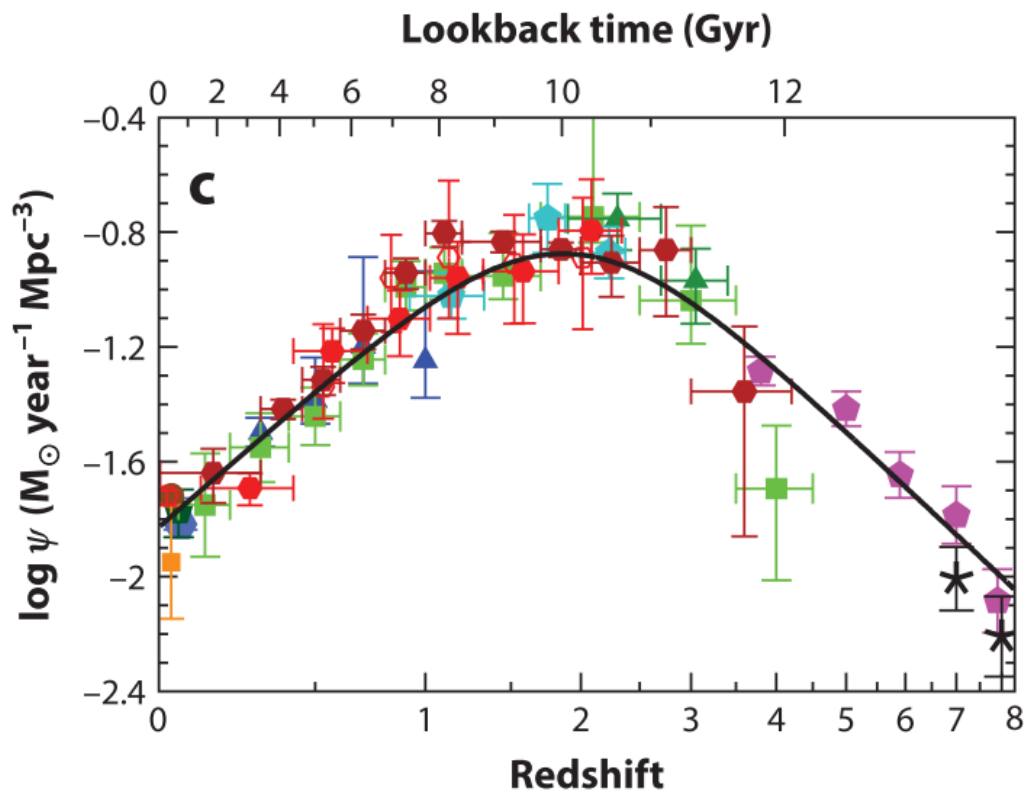 Lookback time (Gyr)
0 2 4 6 8 10 12
−0.4
c
−0.8
−1.2
−1.6
−2
−2.4
log ψ (M☉ year⁻¹ Mpc⁻³)
0 1 2 3 4 5 6 7 8
Redshift